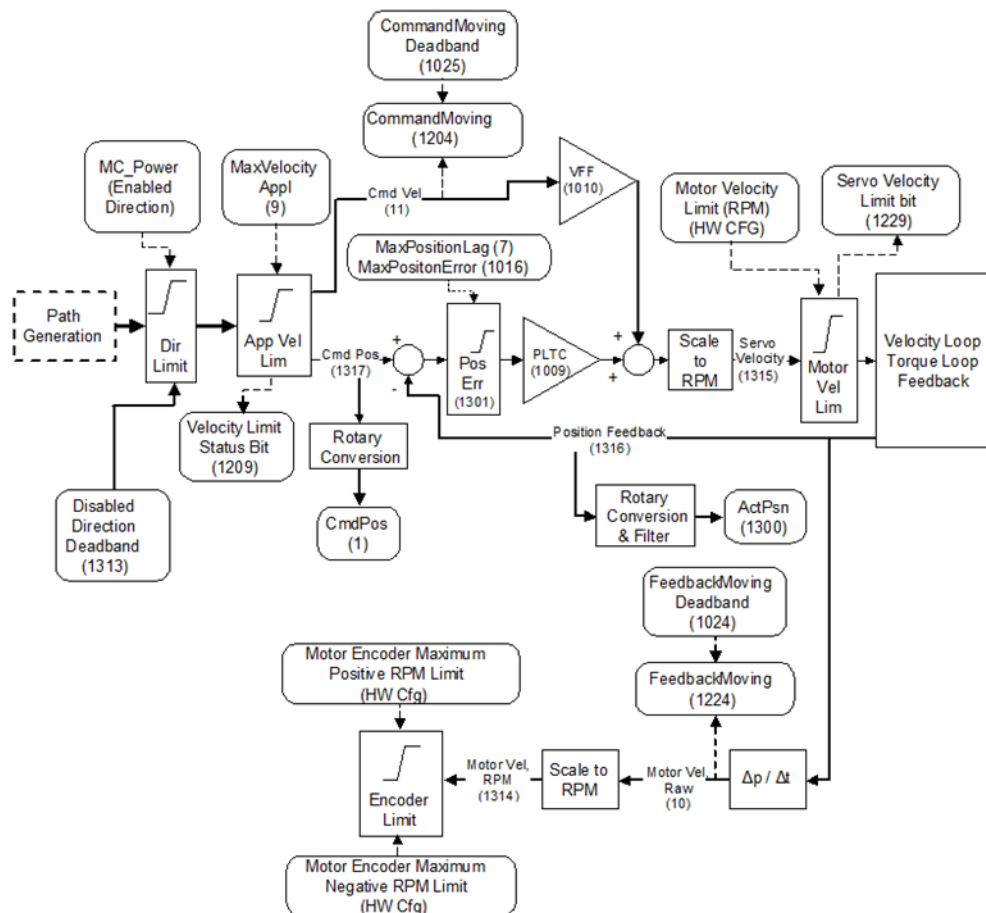 CommandMoving
Deadband
(1025)
CommandMoving
(1204)
MC_Power
(Enabled
Direction)
MaxVelocity
Appl
(9)
Cmd Vel
(11)
VFF
(1010)
Motor Velocity
Limit (RPM)
(HW CFG)
Servo Velocity
Limit bit
(1229)
MaxPositionLag (7)
MaxPositonError (1016)
Path
Generation
Dir
Limit
App Vel
Lim
Cmd Pos
(1317)
+
-
Pos
Err
(1301)
PLTC
(1009)
+
+
Scale
to
RPM
Servo
Velocity
(1315)
Motor
Vel
Lim
Velocity Loop
Torque Loop
Feedback
Velocity Limit
Status Bit
(1209)
Rotary
Conversion
CmdPos
(1)
Position Feedback
(1316)
Rotary
Conversion
& Filter
ActPsn
(1300)
Disabled
Direction
Deadband
(1313)
FeedbackMoving
Deadband
(1024)
FeedbackMoving
(1224)
Motor Encoder Maximum
Positive RPM Limit
(HW Cfg)
Encoder
Limit
Motor Vel,
RPM
(1314)
Scale to
RPM
Motor Vel,
Raw
(10)
Δp / Δt
Motor Encoder Maximum
Negative RPM Limit
(HW Cfg)